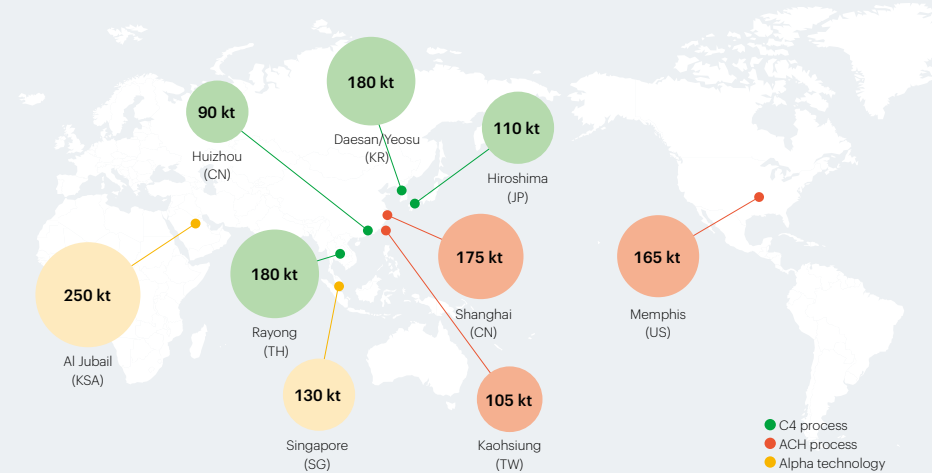 180 kt
Daesan/Yeosu
(KR)
90 kt
Huizhou
(CN)
110 kt
Hiroshima
(JP)
250 kt
Al Jubail
(KSA)
180 kt
Rayong
(TH)
175 kt
Shanghai
(CN)
165 kt
Memphis
(US)
130 kt
Singapore
(SG)
105 kt
Kaohsiung
(TW)
C4 process
ACH process
Alpha technology